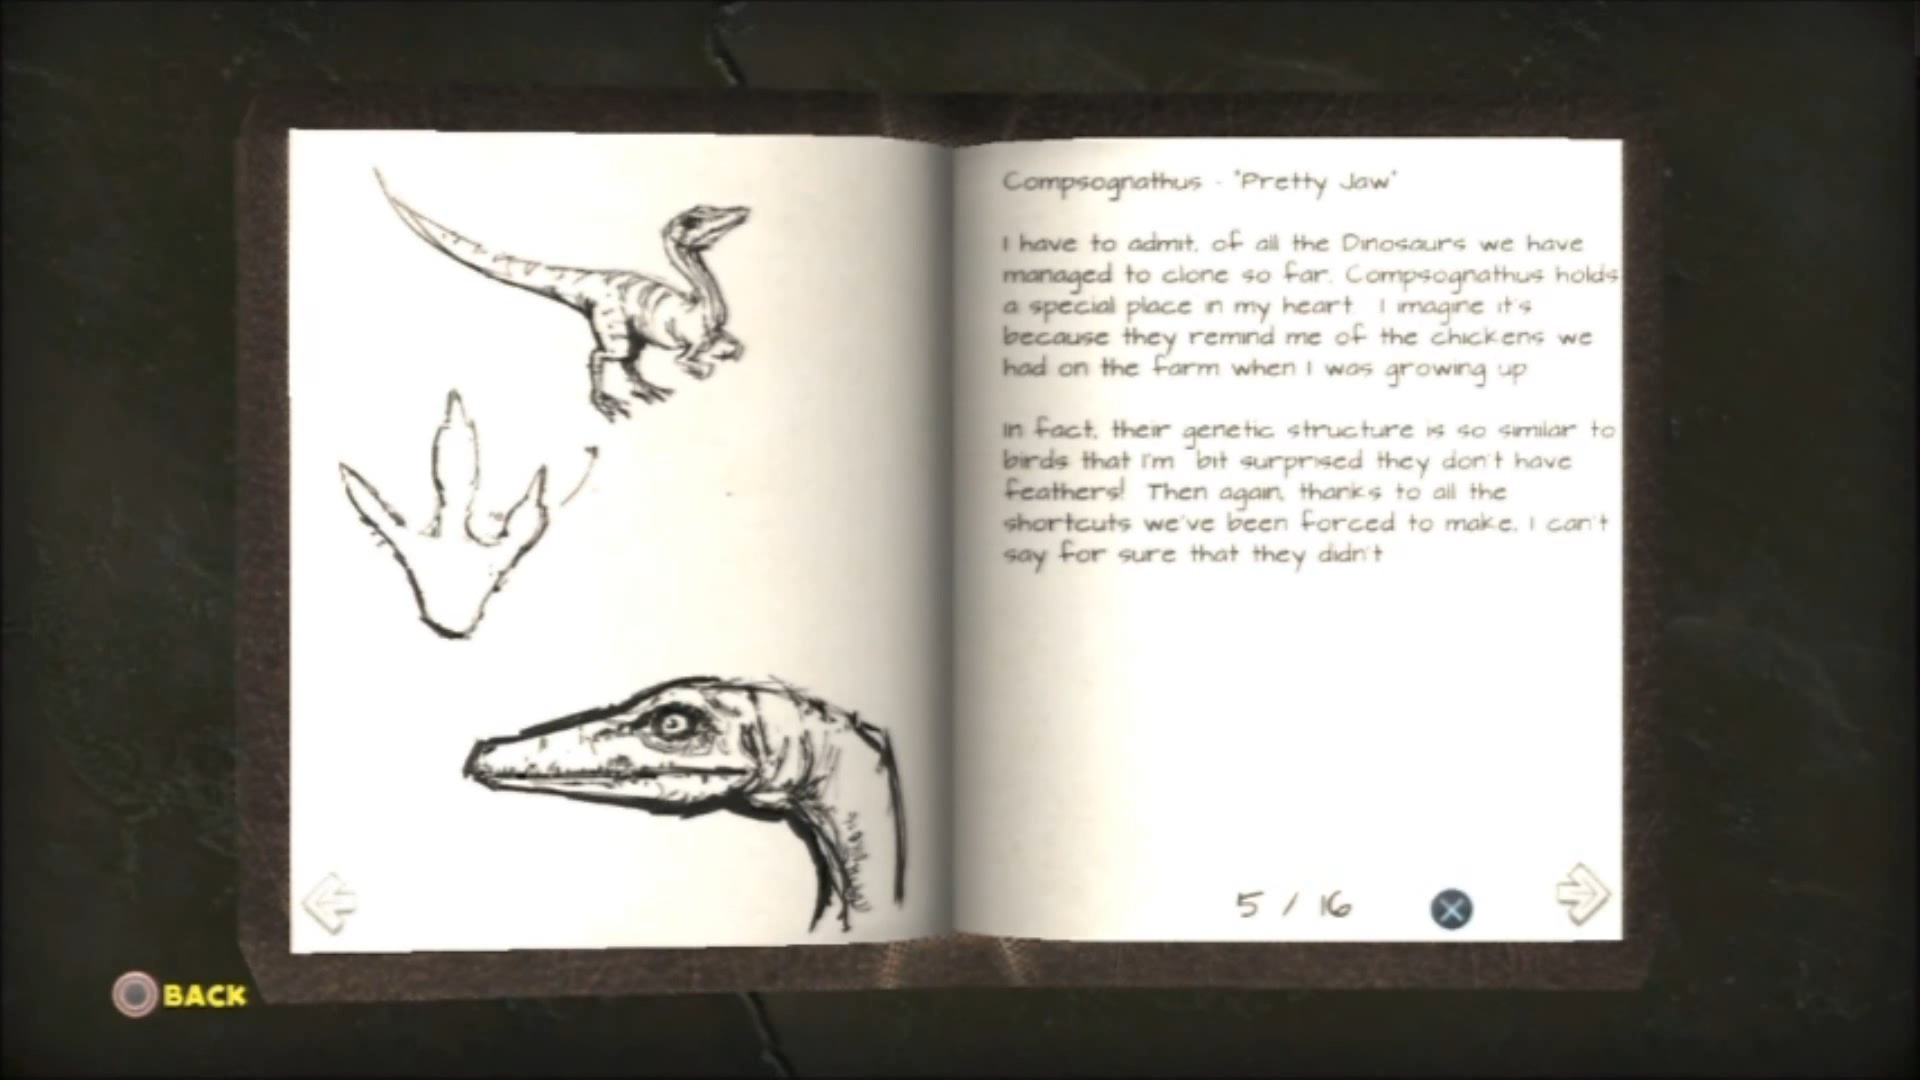 Compsognathus - "Pretty Jaw"
I have to admit, of all the Dinosaurs we have
managed to clone so far, Compsognathus holds
a special place in my heart. I imagine it's
because they remind me of the chickens we
had on the farm when I was growing up
In fact, their genetic structure is so similar to
birds that I'm bit surprised they don't have
feathers! Then again, thanks to all the
shortcuts we've been forced to make, I can't
say for sure that they didn't
5 / 16
BACK